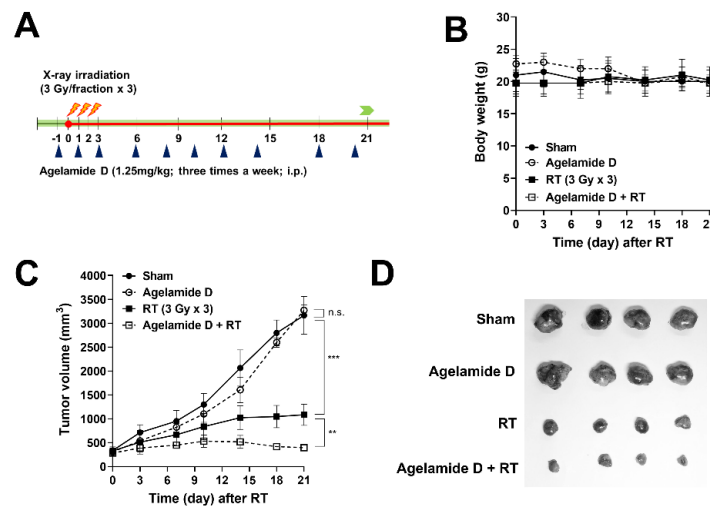 A
X-ray irradiation
(3 Gy/fraction x 3)
-1 0 1 2 3 6 8 10 12 14 18 21
Agelamide D (1.25mg/kg; three times a week; i.p.)
B
Body weight (g)
30
25
20
15
10
5
0
Sham
Agelamide D
RT (3 Gy x 3)
Agelamide D + RT
0 3 6 9 12 15 18 21
Time (day) after RT
C
Tumor volume (mm3)
4000
3500
3000
2500
2000
1500
1000
500
0
Sham
Agelamide D
RT (3 Gy x 3)
Agelamide D + RT
n.s.
***
**
0 3 6 9 12 15 18 21
Time (day) after RT
D
Sham
Agelamide D
RT
Agelamide D + RT